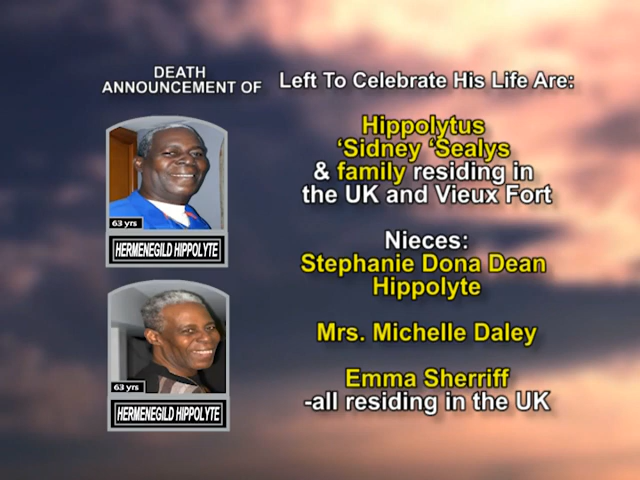 DEATH
ANNOUNCEMENT OF
63 yrs
HERMENEGILD HIPPOLYTE
63 yrs
HERMENEGILD HIPPOLYTE
Left To Celebrate His Life Are:
Hippolytus
‘Sidney ‘Sealys
& family residing in
the UK and Vieux Fort
Nieces:
Stephanie Dona Dean
Hippolyte
Mrs. Michelle Daley
Emma Sherriff
-all residing in the UK